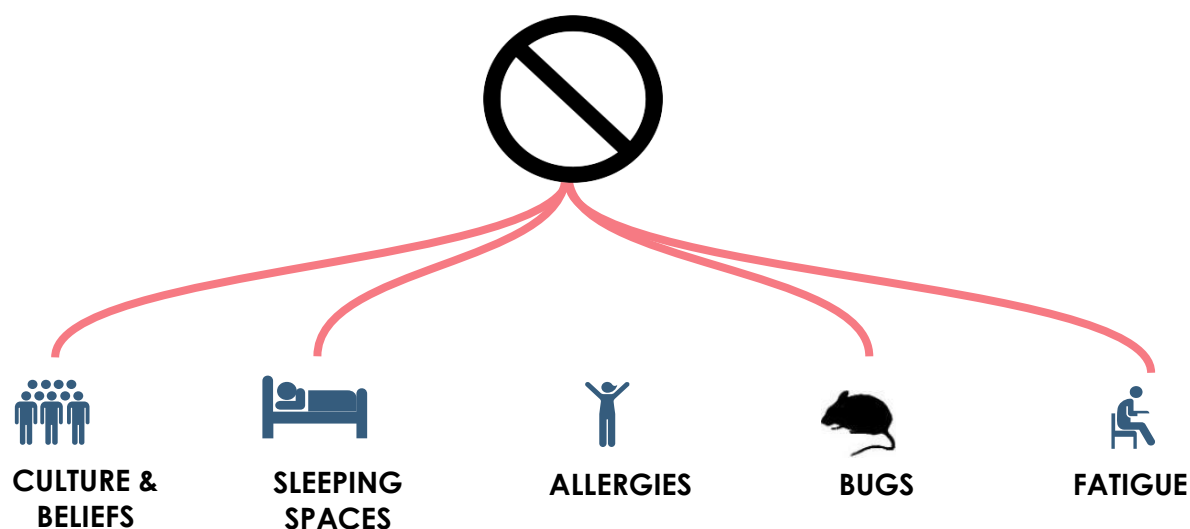 CULTURE &
BELIEFS
SLEEPING
SPACES
ALLERGIES
BUGS
FATIGUE